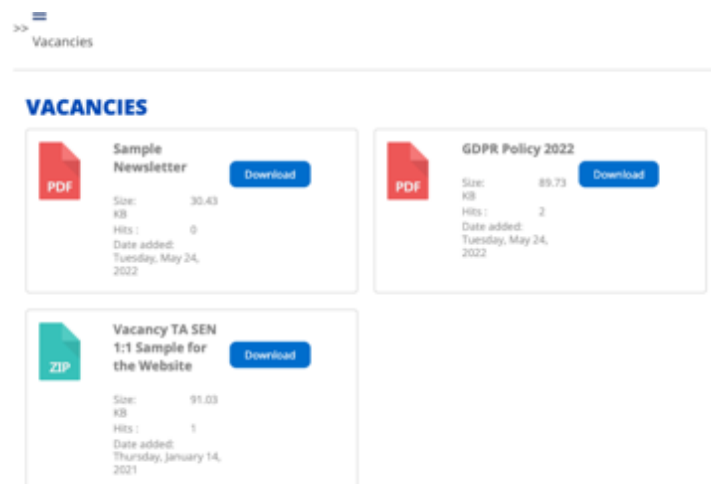 >>
Vacancies
VACANCIES
PDF
Sample
Newsletter
Download
Size: 30.43
KB
Hits : 0
Date added:
Tuesday, May 24,
2022
PDF
GDPR Policy 2022
Download
Size: 89.73
KB
Hits : 2
Date added:
Tuesday, May 24,
2022
ZIP
Vacancy TA SEN
1:1 Sample for
the Website
Download
Size: 91.03
KB
Hits : 1
Date added:
Thursday, January 14,
2021